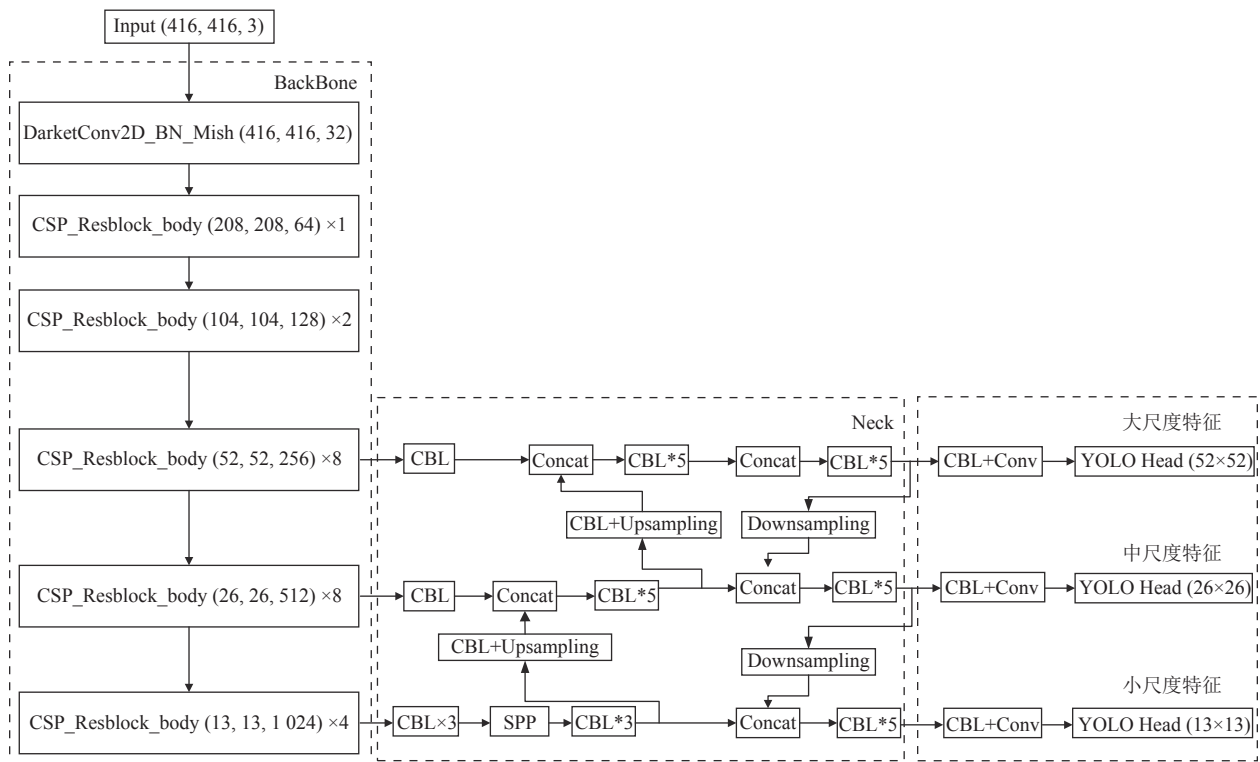 Input (416, 416, 3)
BackBone
DarketConv2D_BN_Mish (416, 416, 32)
CSP_Resblock_body (208, 208, 64) ×1
CSP_Resblock_body (104, 104, 128) ×2
CSP_Resblock_body (52, 52, 256) ×8
CSP_Resblock_body (26, 26, 512) ×8
CSP_Resblock_body (13, 13, 1 024) ×4
Neck
CBL
Concat
CBL*5
Concat
CBL*5
CBL+Upsampling
Downsampling
CBL
Concat
CBL*5
Concat
CBL*5
CBL+Upsampling
Downsampling
CBL×3
SPP
CBL*3
Concat
CBL*5
大尺度特征
CBL+Conv
YOLO Head (52×52)
中尺度特征
CBL+Conv
YOLO Head (26×26)
小尺度特征
CBL+Conv
YOLO Head (13×13)